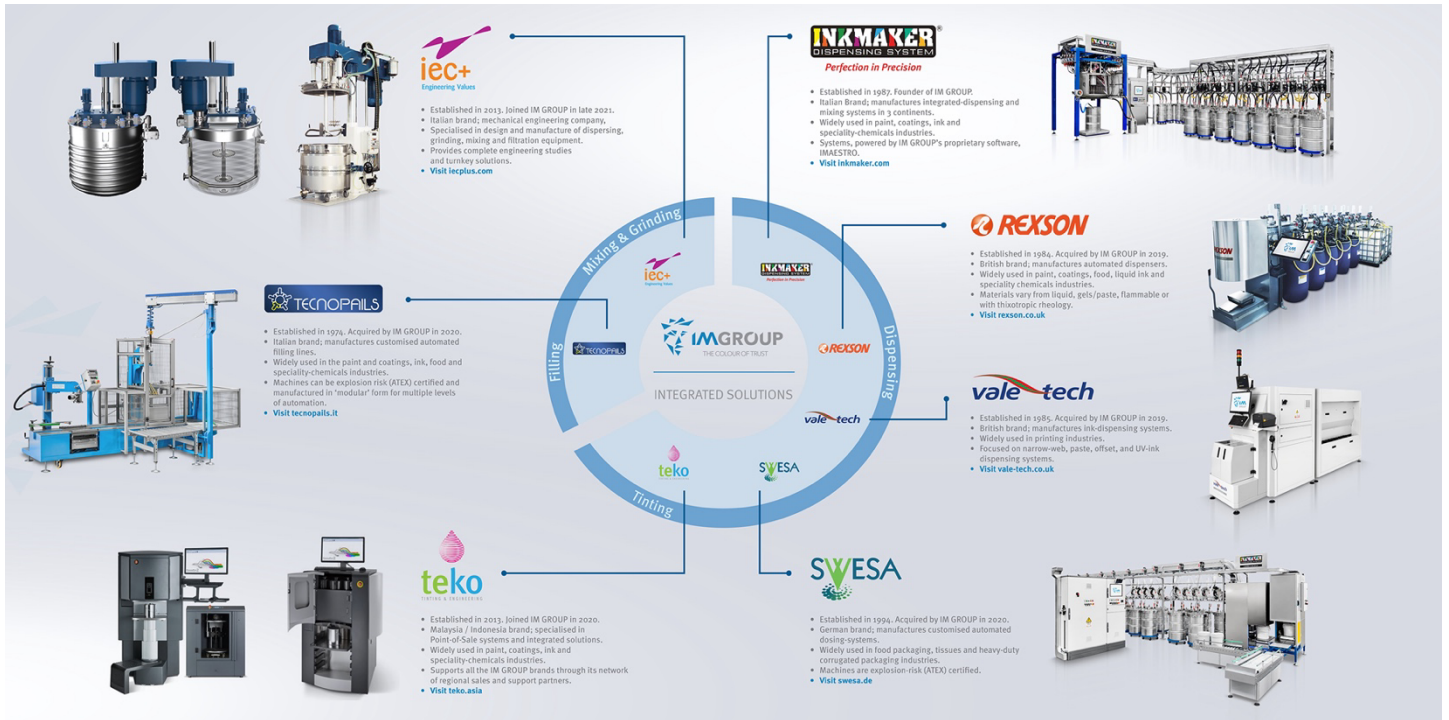 iec+
Engineering Values
• Established in 2013. Joined IM GROUP in late 2021.
• Italian brand; mechanical engineering company,
• Specialised in design and manufacture of dispersing,
grinding, mixing and filtration equipment.
• Provides complete engineering studies
and turnkey solutions.
• Visit iecplus.com
INKMAKER®
DISPENSING SYSTEM
Perfection in Precision
• Established in 1987. Founder of IM GROUP.
• Italian Brand; manufactures integrated-dispensing and
mixing systems in 3 continents.
• Widely used in paint, coatings, ink and
speciality-chemicals industries.
• Systems, powered by IM GROUP'S proprietary software,
IMAESTRO.
• Visit inkmaker.com
INKMAKER
REXSON
• Established in 1984. Acquired by IM GROUP in 2019.
• British brand; manufactures automated dispensers.
• Widely used in paint, coatings, food, liquid ink and
speciality chemicals industries.
• Materials vary from liquid, gels/paste, flammable or
with thixotropic rheology.
• Visit rexson.co.uk
REXSON
TECNOPAILS
• Established in 1974. Acquired by IM GROUP in 2020.
• Italian brand; manufactures customised automated
filling lines.
• Widely used in the paint and coatings, ink, food and
speciality-chemicals industries.
• Machines can be explosion risk (ATEX) certified and
manufactured in 'modular' form for multiple levels
of automation.
• Visit tecnopails.it
Mixing & Grinding
Filling
Tinting
Dispensing
iec+
Engineering Values
INKMAKER
Perfection in Precision
TECNOPAILS
IMGROUP
THE COLOUR OF TRUST
INTEGRATED SOLUTIONS
REXSON
vale tech
teko
SWESA
vale tech
• Established in 1985. Acquired by IM GROUP in 2019.
• British brand; manufactures ink-dispensing systems.
• Widely used in printing industries.
• Focused on narrow-web, paste, offset, and UV-ink
dispensing systems.
• Visit vale-tech.co.uk
teko
TINTING & ENGINEERING
• Established in 2013. Joined IM GROUP in 2020.
• Malaysia / Indonesia brand; specialised in
Point-of-Sale systems and integrated solutions.
• Widely used in paint, coatings, ink and
speciality-chemicals industries.
• Supports all the IM GROUP brands through its network
of regional sales and support partners.
• Visit teko.asia
SWESA
• Established in 1994. Acquired by IM GROUP in 2020.
• German brand; manufactures customised automated
dosing-systems.
• Widely used in food packaging, tissues and heavy-duty
corrugated packaging industries.
• Machines are explosion-risk (ATEX) certified.
• Visit swesa.de
INKMAKER